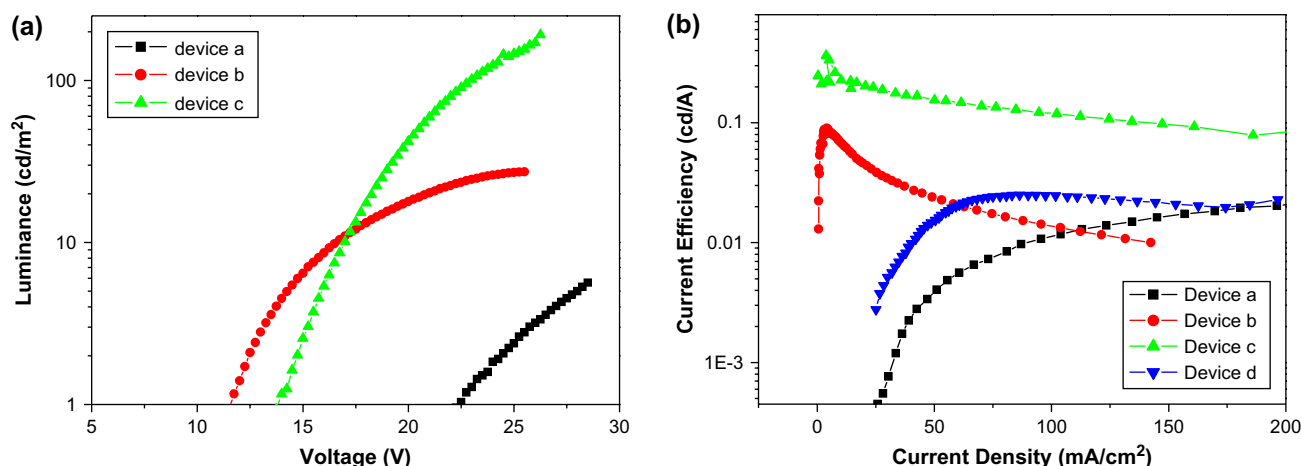 (a)
device a
device b
device c
100
10
1
Luminance (cd/m²)
5
10
15
20
25
30
Voltage (V)
(b)
0.1
0.01
1E-3
Current Efficiency (cd/A)
Device a
Device b
Device c
Device d
0
50
100
150
200
Current Density (mA/cm²)